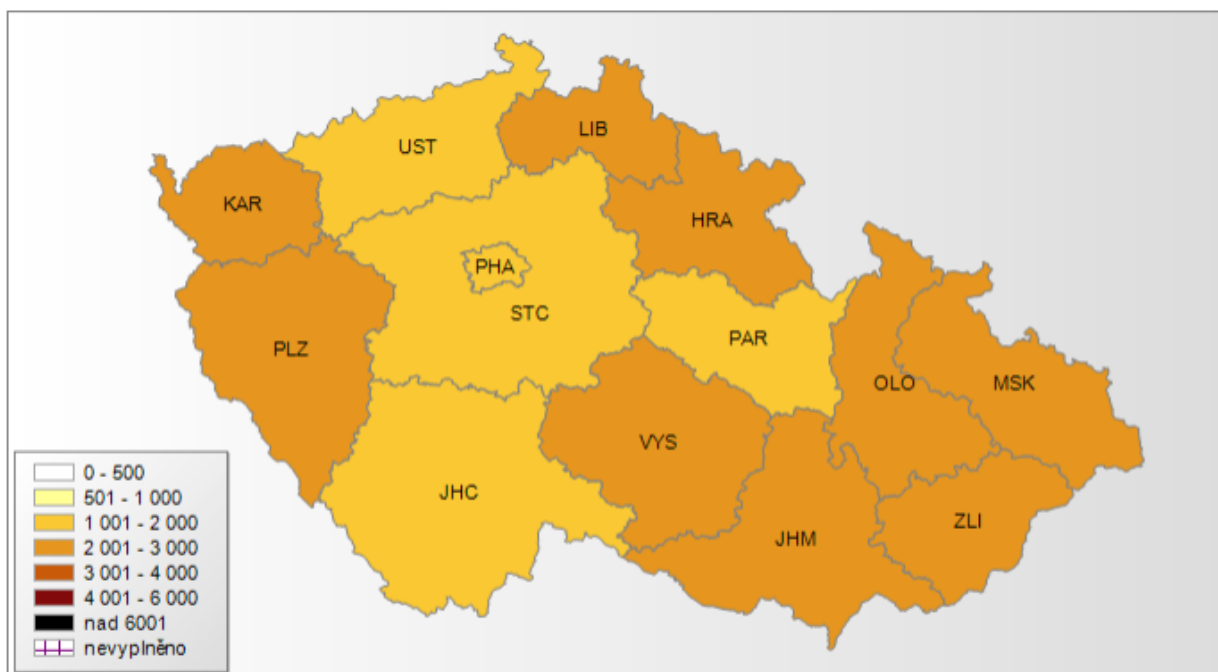 UST
LIB
KAR
HRA
PHA
STC
PAR
PLZ
OLO
MSK
VYS
JHC
ZLI
JHM
0 - 500
501 - 1 000
1 001 - 2 000
2 001 - 3 000
3 001 - 4 000
4 001 - 6 000
nad 6001
nevyplněno